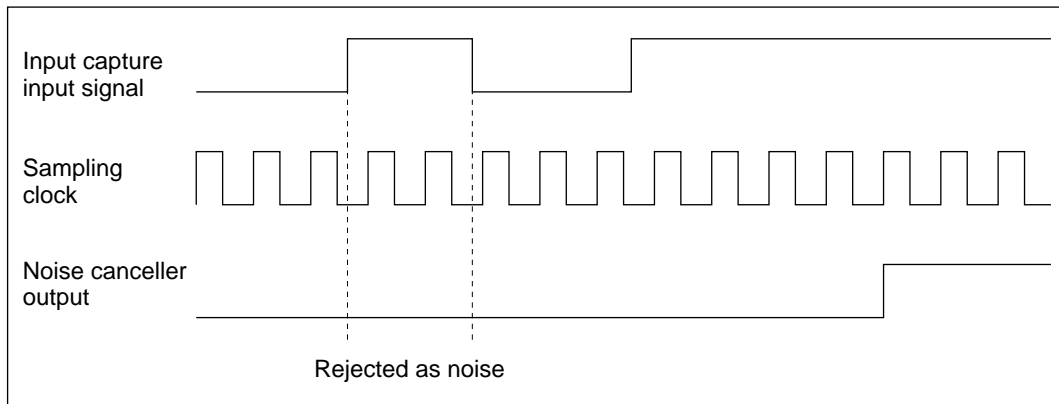 Input capture
input signal
Sampling
clock
Noise canceller
output
Rejected as noise